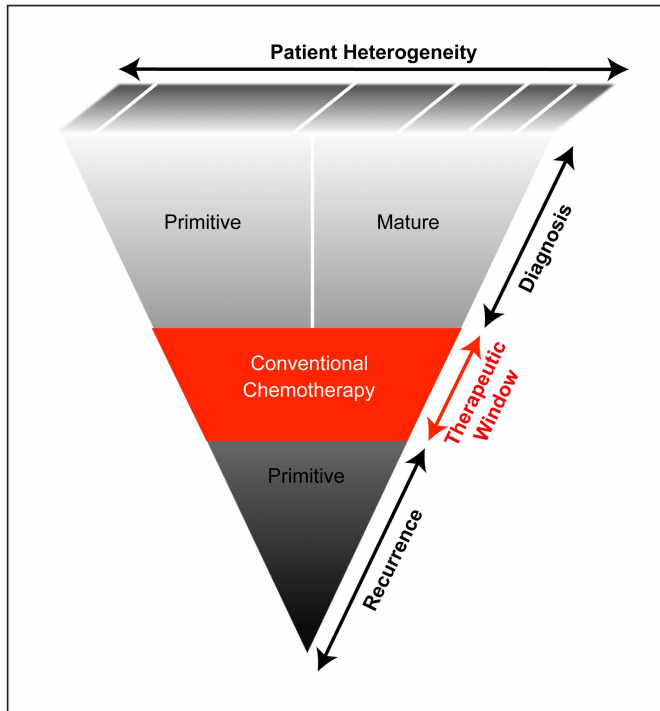 Patient Heterogeneity
Primitive
Mature
Diagnosis
Conventional
Chemotherapy
Therapeutic
Window
Primitive
Recurrence